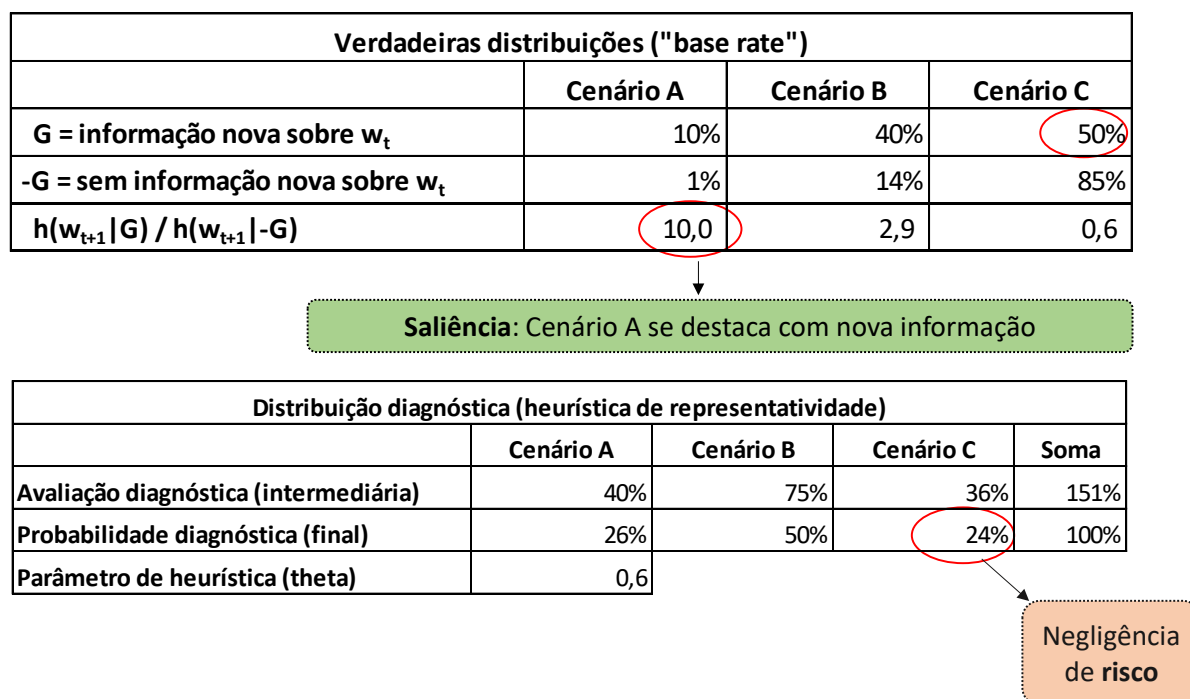 Verdadeiras distribuições ("base rate")
Cenário A Cenário B Cenário C
G = informação nova sobre wt 10% 40% 50%
-G = sem informação nova sobre wt 1% 14% 85%
h(wt+1|G) / h(wt+1|-G) 10,0 2,9 0,6
Saliência: Cenário A se destaca com nova informação
Distribuição diagnóstica (heurística de representatividade)
Cenário A Cenário B Cenário C Soma
Avaliação diagnóstica (intermediária) 40% 75% 36% 151%
Probabilidade diagnóstica (final) 26% 50% 24% 100%
Parâmetro de heurística (theta) 0,6
Negligência
de risco